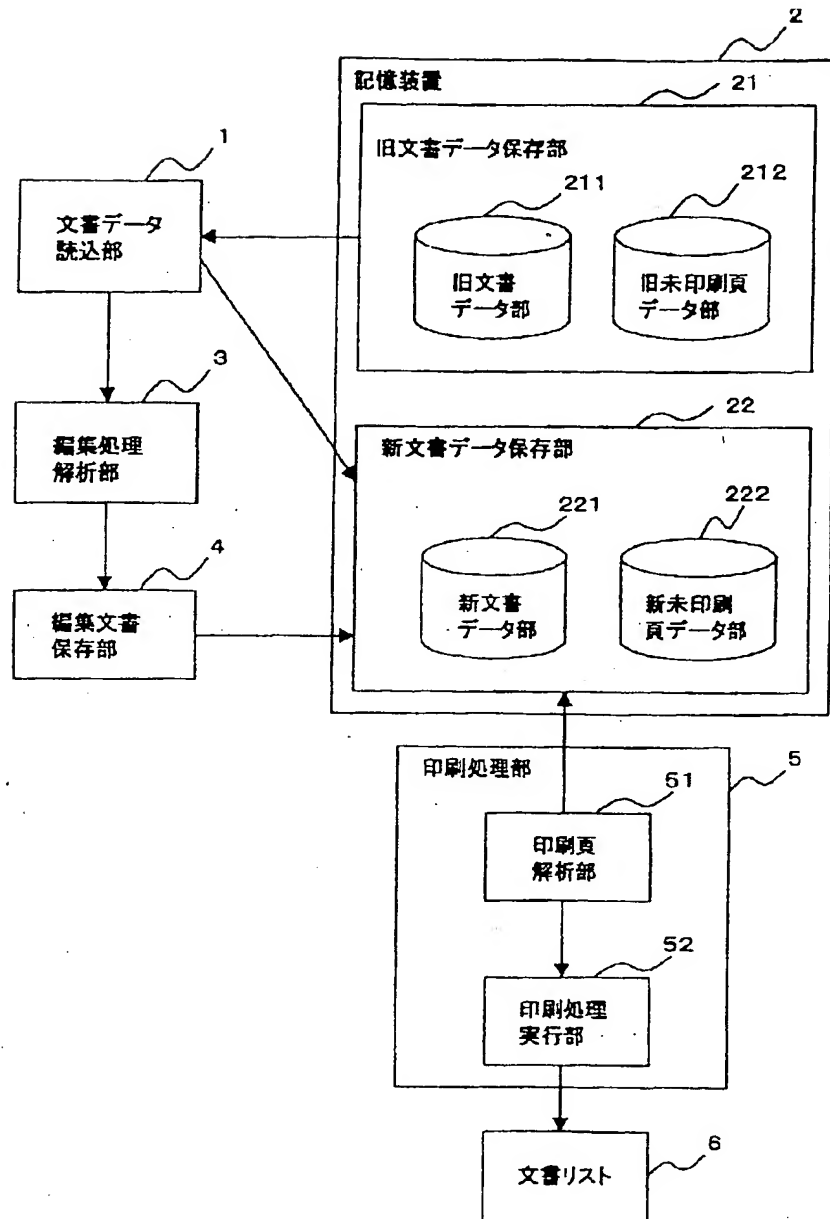 2
記憶装置
21
旧文書データ保存部
211
212
旧文書
データ部
旧未印刷頁
データ部
1
文書データ
読込部
3
編集処理
解析部
4
編集文書
保存部
22
新文書データ保存部
221
222
新文書
データ部
新未印刷
頁データ部
5
印刷処理部
51
印刷頁
解析部
52
印刷処理
実行部
6
文書リスト